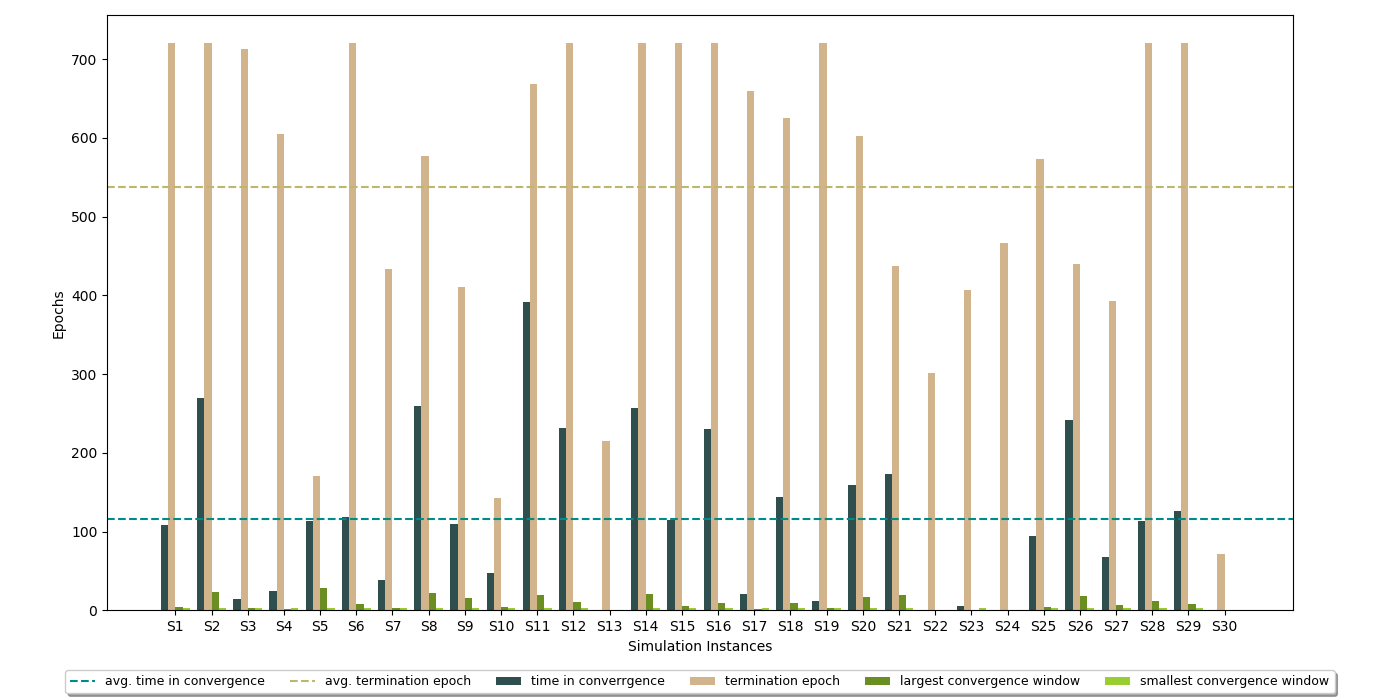 700
600
500
400
300
200
100
0
Epochs
S1 S2 S3 S4 S5 S6 S7 S8 S9 S10 S11 S12 S13 S14 S15 S16 S17 S18 S19 S20 S21 S22 S23 S24 S25 S26 S27 S28 S29 S30
Simulation Instances
avg. time in convergence avg. termination epoch time in converrgence termination epoch largest convergence window smallest convergence window